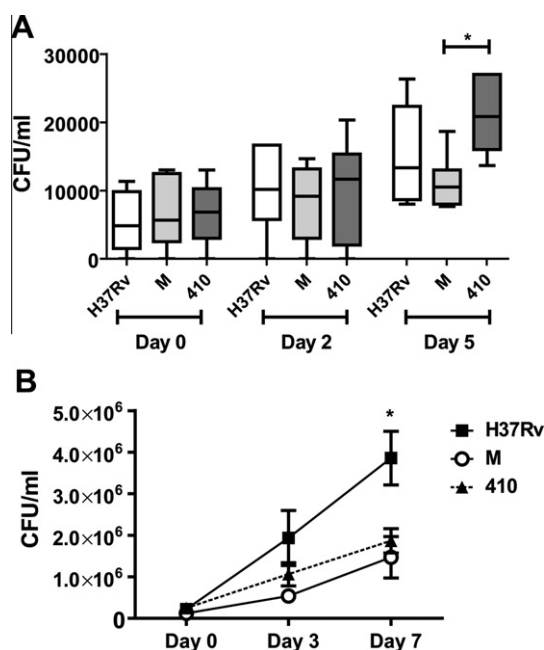 A
*
30000
20000
10000
0
CFU/ml
H37Rv M 410 H37Rv M 410 H37Rv M 410
Day 0 Day 2 Day 5
B
5.0×10⁶
4.0×10⁶
3.0×10⁶
2.0×10⁶
1.0×10⁶
0
CFU/ml
*
H37Rv
M
410
Day 0 Day 3 Day 7